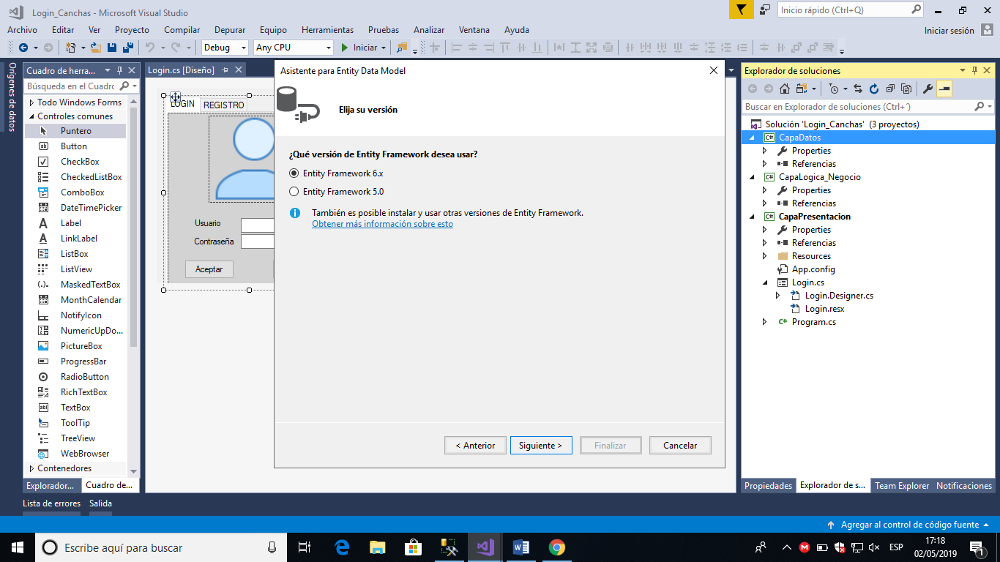 Login_Canchas - Microsoft Visual Studio
Inicio rápido (Ctrl+Q)
Archivo Editar Ver Proyecto Compilar Depurar Equipo Herramientas Pruebas Analizar Ventana Ayuda
Iniciar sesión
Debug Any CPU Iniciar
Orígenes de datos
Cuadro de herra...
Búsqueda en el Cuadro
Todo Windows Forms
Controles comunes
Puntero
Button
CheckBox
CheckedListBox
ComboBox
DateTimePicker
Label
LinkLabel
ListBox
ListView
MaskedTextBox
MonthCalendar
NotifyIcon
NumericUpDo...
PictureBox
ProgressBar
RadioButton
RichTextBox
TextBox
ToolTip
TreeView
WebBrowser
Contenedores
Explorador...
Cuadro de...
Login.cs [Diseño]
LOGIN REGISTRO
Usuario
Contraseña
Aceptar
Asistente para Entity Data Model
Elija su versión
¿Qué versión de Entity Framework desea usar?
Entity Framework 6.x
Entity Framework 5.0
También es posible instalar y usar otras versiones de Entity Framework.
Obtener más información sobre esto
< Anterior Siguiente > Finalizar Cancelar
Explorador de soluciones
Buscar en Explorador de soluciones (Ctrl+´)
Solución 'Login_Canchas' (3 proyectos)
C# CapaDatos
Properties
Referencias
C# CapaLogica_Negocio
Properties
Referencias
C# CapaPresentacion
Properties
Referencias
Resources
App.config
Login.cs
Login.Designer.cs
Login.resx
C# Program.cs
Propiedades Explorador de s... Team Explorer Notificaciones
Lista de errores Salida
Agregar al control de código fuente
Escribe aquí para buscar
ESP
17:18
02/05/2019
1